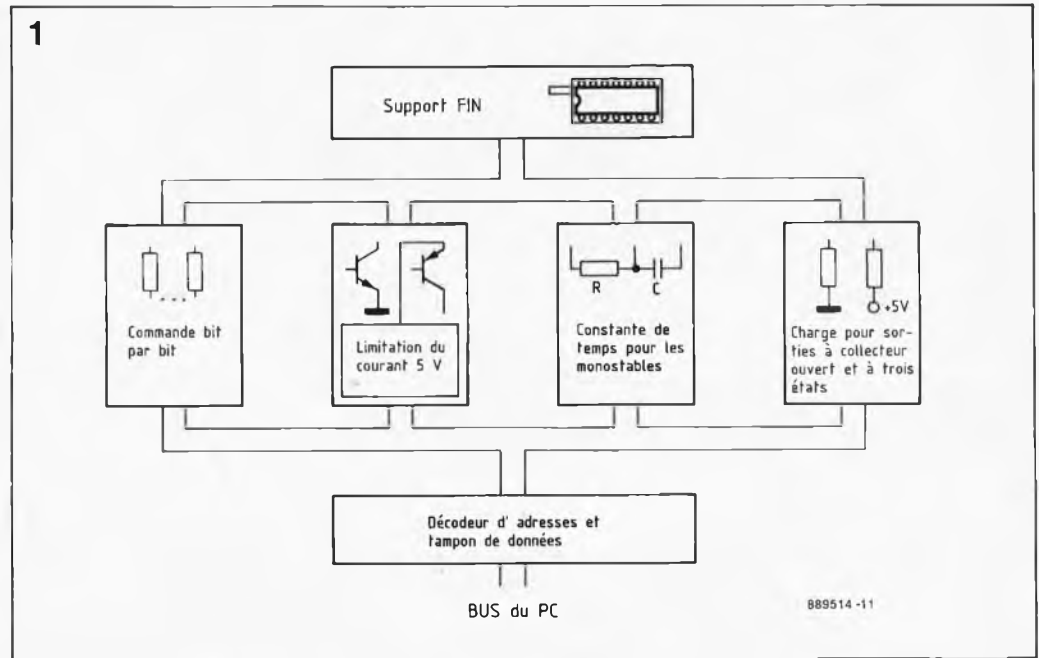 1
Support FIN
Commande bit
par bit
Limitation du
courant 5 V
R
C
Constante de
temps pour les
monostables
+5V
Charge pour sor-
ties à collecteur
ouvert et à trois
états
Décodeur d' adresses et
tampon de données
BUS du PC
889514-11